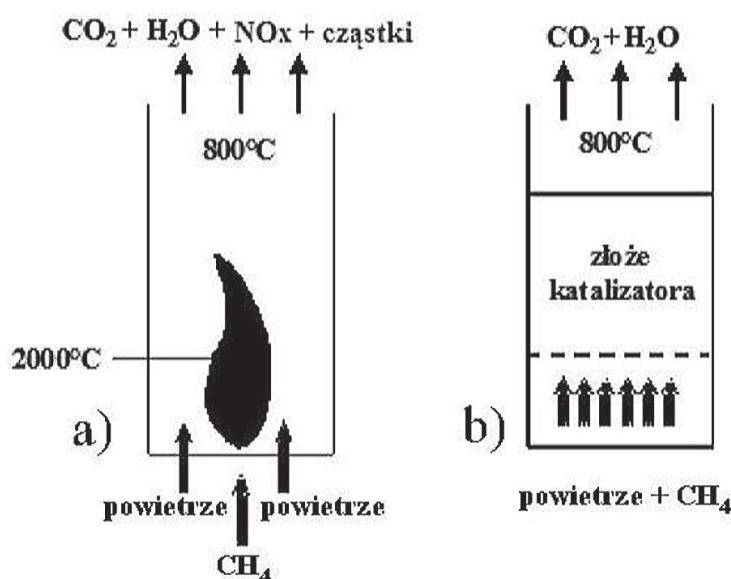 CO₂ + H₂O + NOx + cząstki
800°C
2000°C
a)
powietrze powietrze
CH₄
CO₂+H₂O
800°C
złoże
katalizatora
b)
powietrze + CH₄